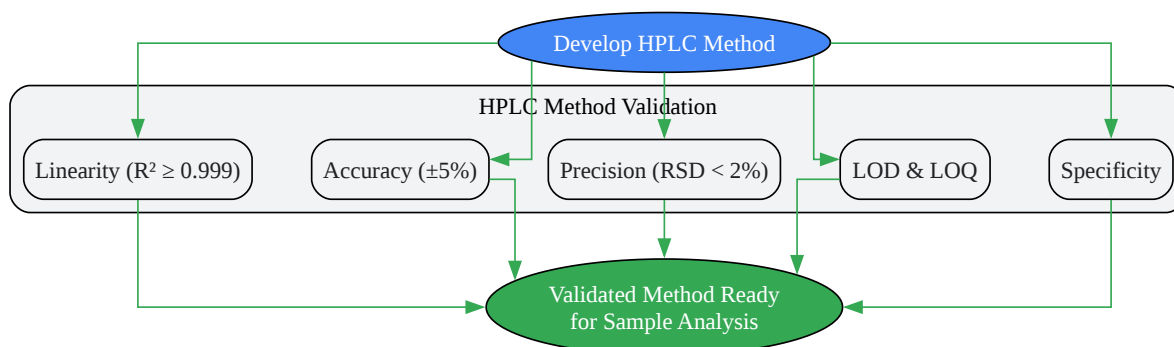 Develop HPLC Method
HPLC Method Validation
Linearity (R² ≥ 0.999)
Accuracy (±5%)
Precision (RSD < 2%)
LOD & LOQ
Specificity
Validated Method Ready
for Sample Analysis